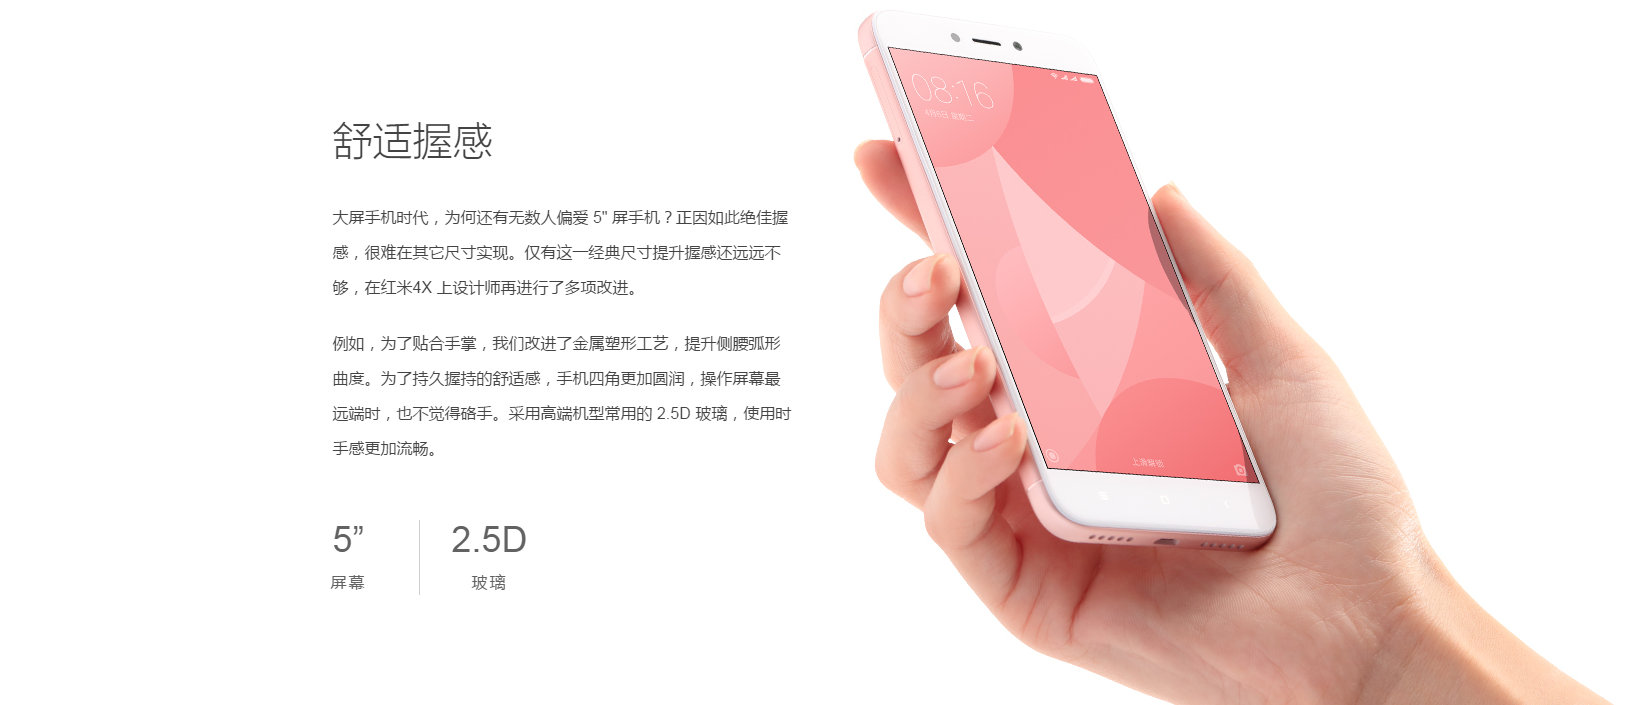 舒适握感
大屏手机时代，为何还有无数人偏爱 5" 屏手机？正因如此绝佳握
感，很难在其它尺寸实现。仅有这一经典尺寸提升握感还远远不
够，在红米4X 上设计师再进行了多项改进。
例如，为了贴合手掌，我们改进了金属塑形工艺，提升侧腰弧形
曲度。为了持久握持的舒适感，手机四角更加圆润，操作屏幕最
远端时，也不觉得硌手。采用高端机型常用的 2.5D 玻璃，使用时
手感更加流畅。
5” 2.5D
屏幕 玻璃
08:16